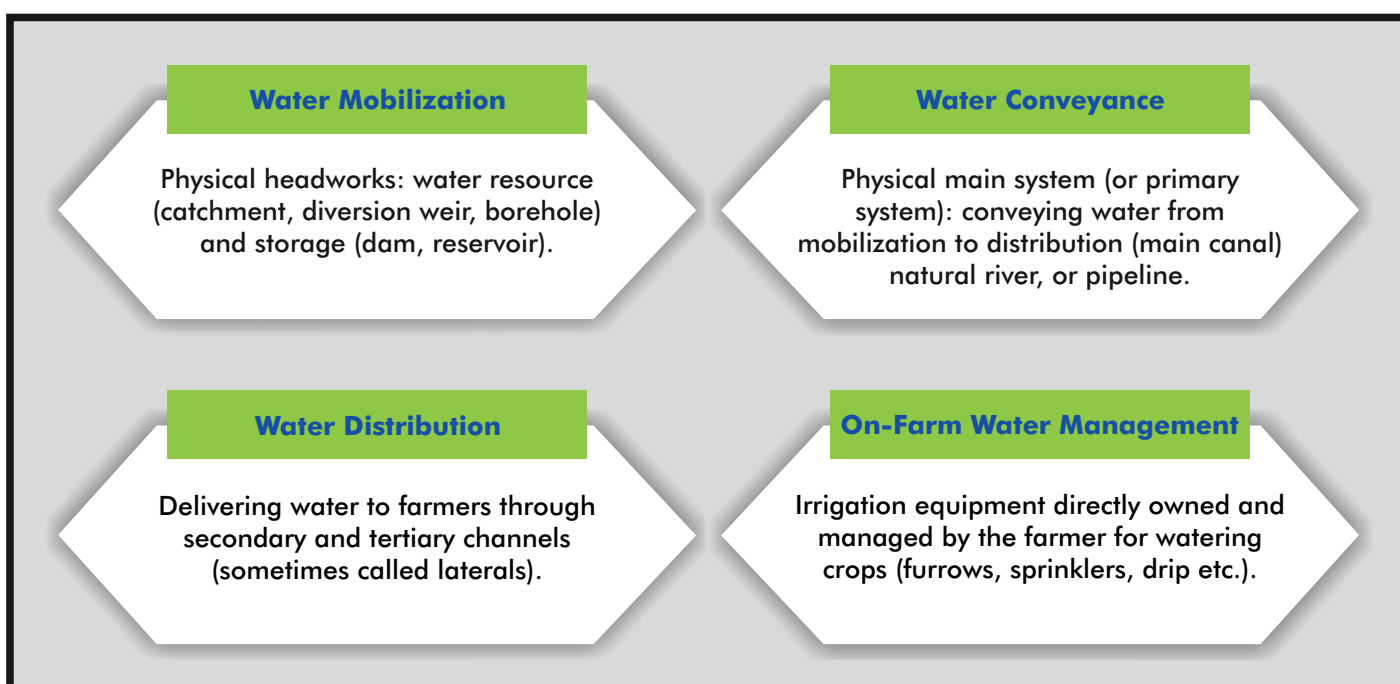 Water Mobilization
Physical headworks: water resource
(catchment, diversion weir, borehole)
and storage (dam, reservoir).
Water Conveyance
Physical main system (or primary
system): conveying water from
mobilization to distribution (main canal)
natural river, or pipeline.
Water Distribution
Delivering water to farmers through
secondary and tertiary channels
(sometimes called laterals).
On-Farm Water Management
Irrigation equipment directly owned and
managed by the farmer for watering
crops (furrows, sprinklers, drip etc.).